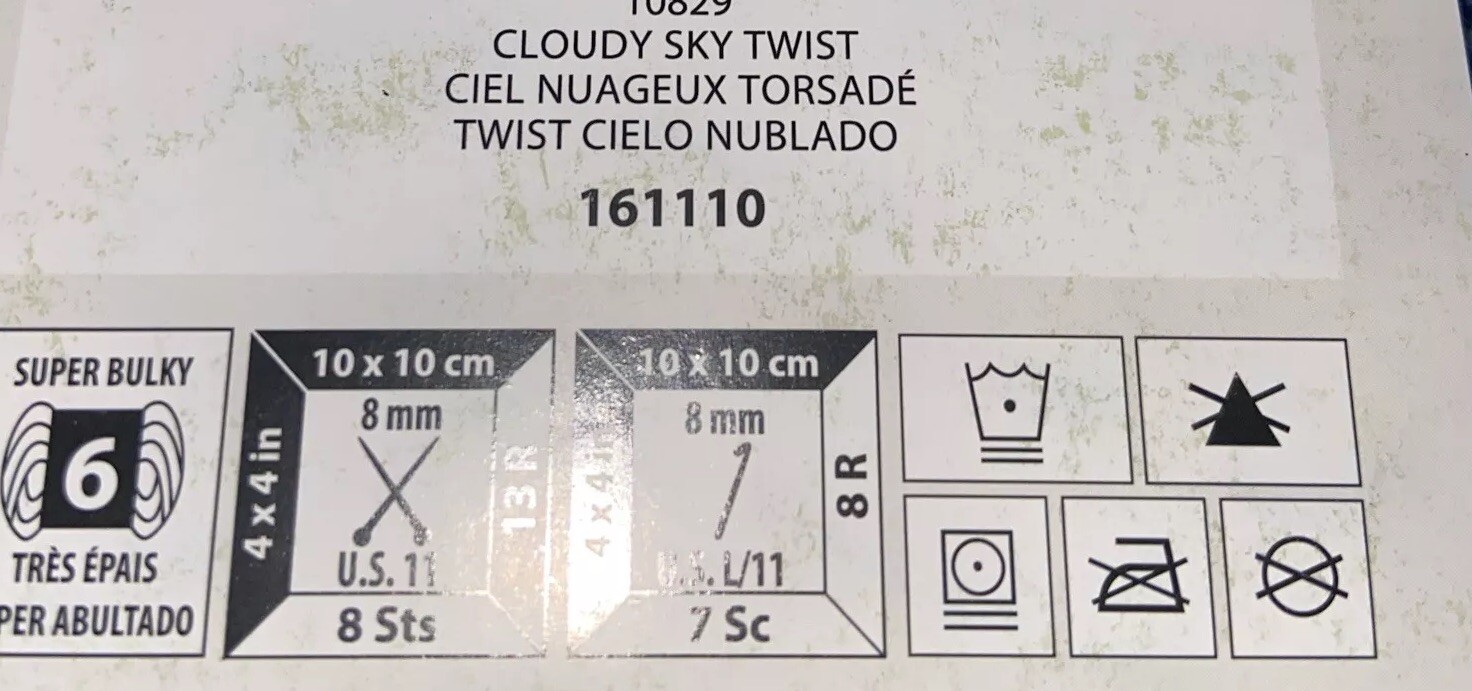 10829
CLOUDY SKY TWIST
CIEL NUAGEUX TORSADÉ
TWIST CIELO NUBLADO
161110
SUPER BULKY
6
TRÈS ÉPAIS
PER ABULTADO
10 x 10 cm
4 x 4 in
8 mm
13 R
U.S. 11
8 Sts
10 x 10 cm
4 x 4 in
8 mm
8 R
U.S. L/11
7 Sc